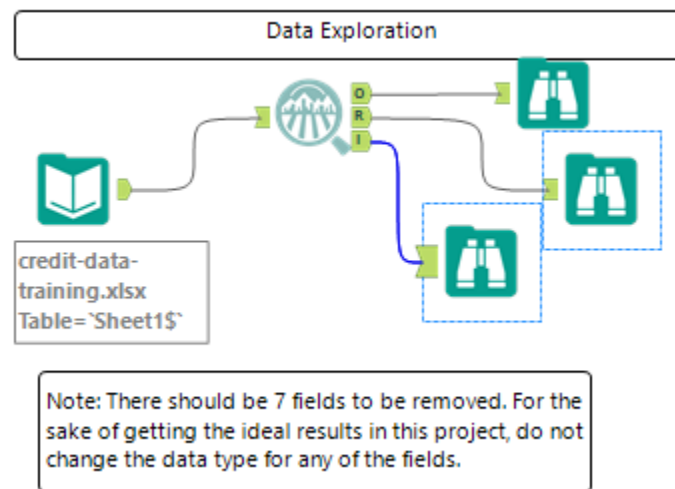 Data Exploration
O
R
I
credit-data-
training.xlsx
Table=`Sheet1$`
Note: There should be 7 fields to be removed. For the
sake of getting the ideal results in this project, do not
change the data type for any of the fields.